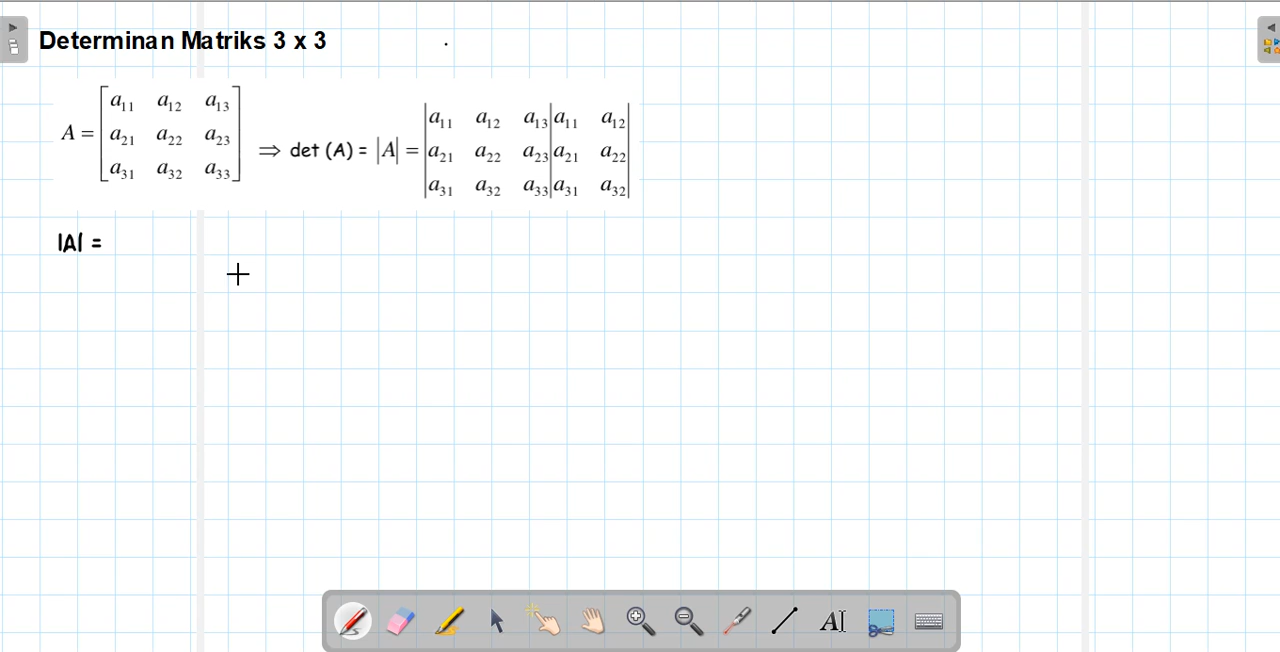 Determinan Matriks 3 x 3
A = [a₁₁ a₁₂ a₁₃
a₂₁ a₂₂ a₂₃
a₃₁ a₃₂ a₃₃] ⇒ det (A) = |A| = |a₁₁ a₁₂ a₁₃|a₁₁ a₁₂|
|a₂₁ a₂₂ a₂₃|a₂₁ a₂₂|
|a₃₁ a₃₂ a₃₃|a₃₁ a₃₂|
|A| =
AI